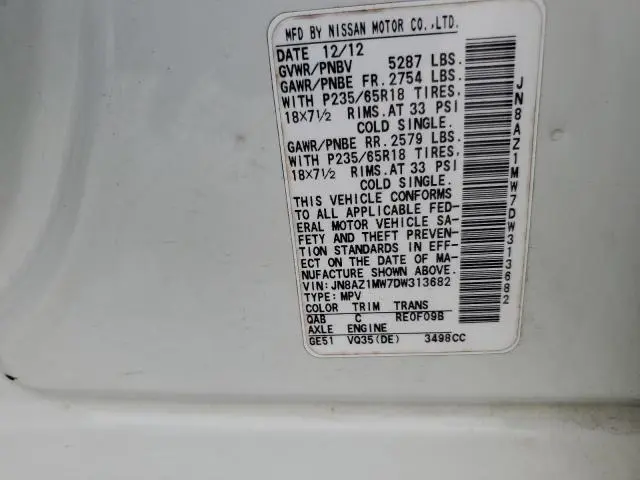 MFD BY NISSAN MOTOR CO.,LTD.
DATE 12/12
GVWR/PNBV 5287 LBS.
GAWR/PNBE FR. 2754 LBS.
WITH P235/65R18 TIRES,
18X7½ RIMS. AT 33 PSI
COLD SINGLE.
GAWR/PNBE RR. 2579 LBS.
WITH P235/65R18 TIRES,
18X7½ RIMS. AT 33 PSI
COLD SINGLE.
THIS VEHICLE CONFORMS
TO ALL APPLICABLE FED-
ERAL MOTOR VEHICLE SA-
FETY AND THEFT PREVEN-
TION STANDARDS IN EFF-
ECT ON THE DATE OF MA-
NUFACTURE SHOWN ABOVE.
VIN:JN8AZ1MW7DW313682
TYPE:MPV
COLOR TRIM TRANS
QAB C RE0F09B
AXLE ENGINE
GE51 VQ35(DE) 3498CC
JN8AZ1MW7DW313682